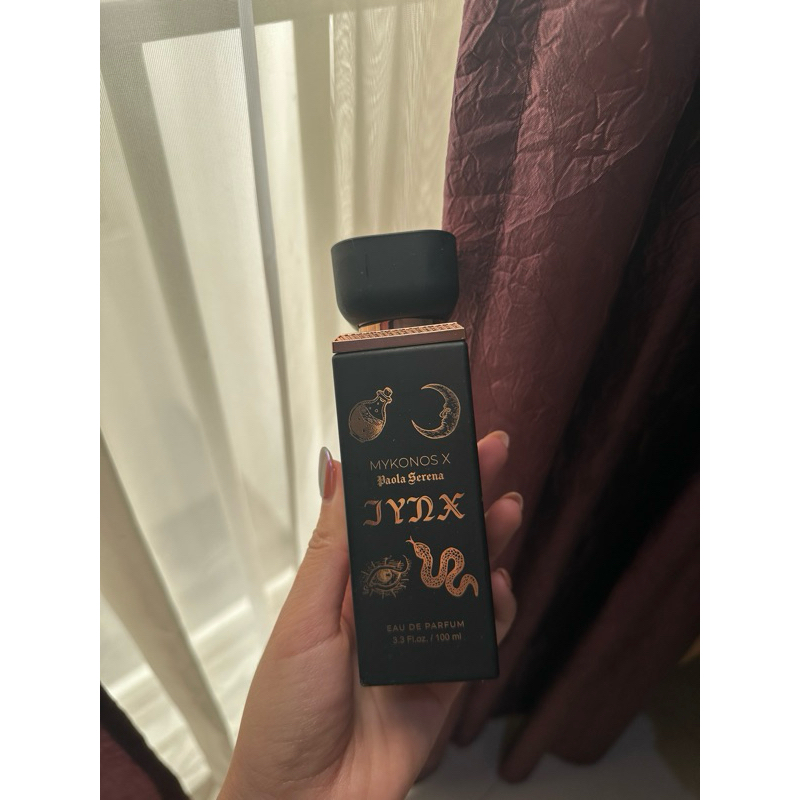 MYKONOS X
Paola Serena
JYNX
EAU DE PARFUM
3.3 Fl.oz. / 100 ml